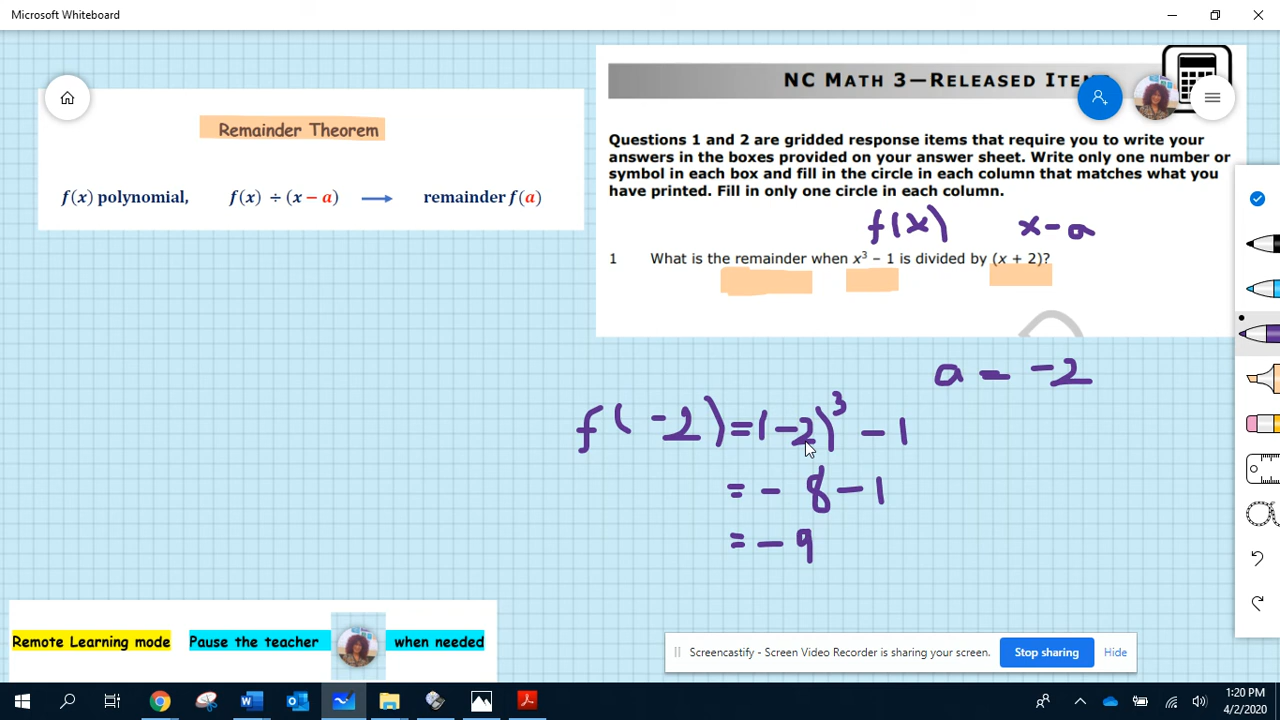 Microsoft Whiteboard
Remainder Theorem
f(x) polynomial, f(x) ÷ (x − a) → remainder f(a)
NC MATH 3—RELEASED ITE
Questions 1 and 2 are gridded response items that require you to write your
answers in the boxes provided on your answer sheet. Write only one number or
symbol in each box and fill in the circle in each column that matches what you
have printed. Fill in only one circle in each column.
f(x) x-a
1 What is the remainder when x³ – 1 is divided by (x + 2)?
a = -2
f(-2) = (-2)³ - 1
= - 8 - 1
= - 9
Remote Learning mode Pause the teacher when needed
Screencastify - Screen Video Recorder is sharing your screen. Stop sharing Hide
1:20 PM
4/2/2020